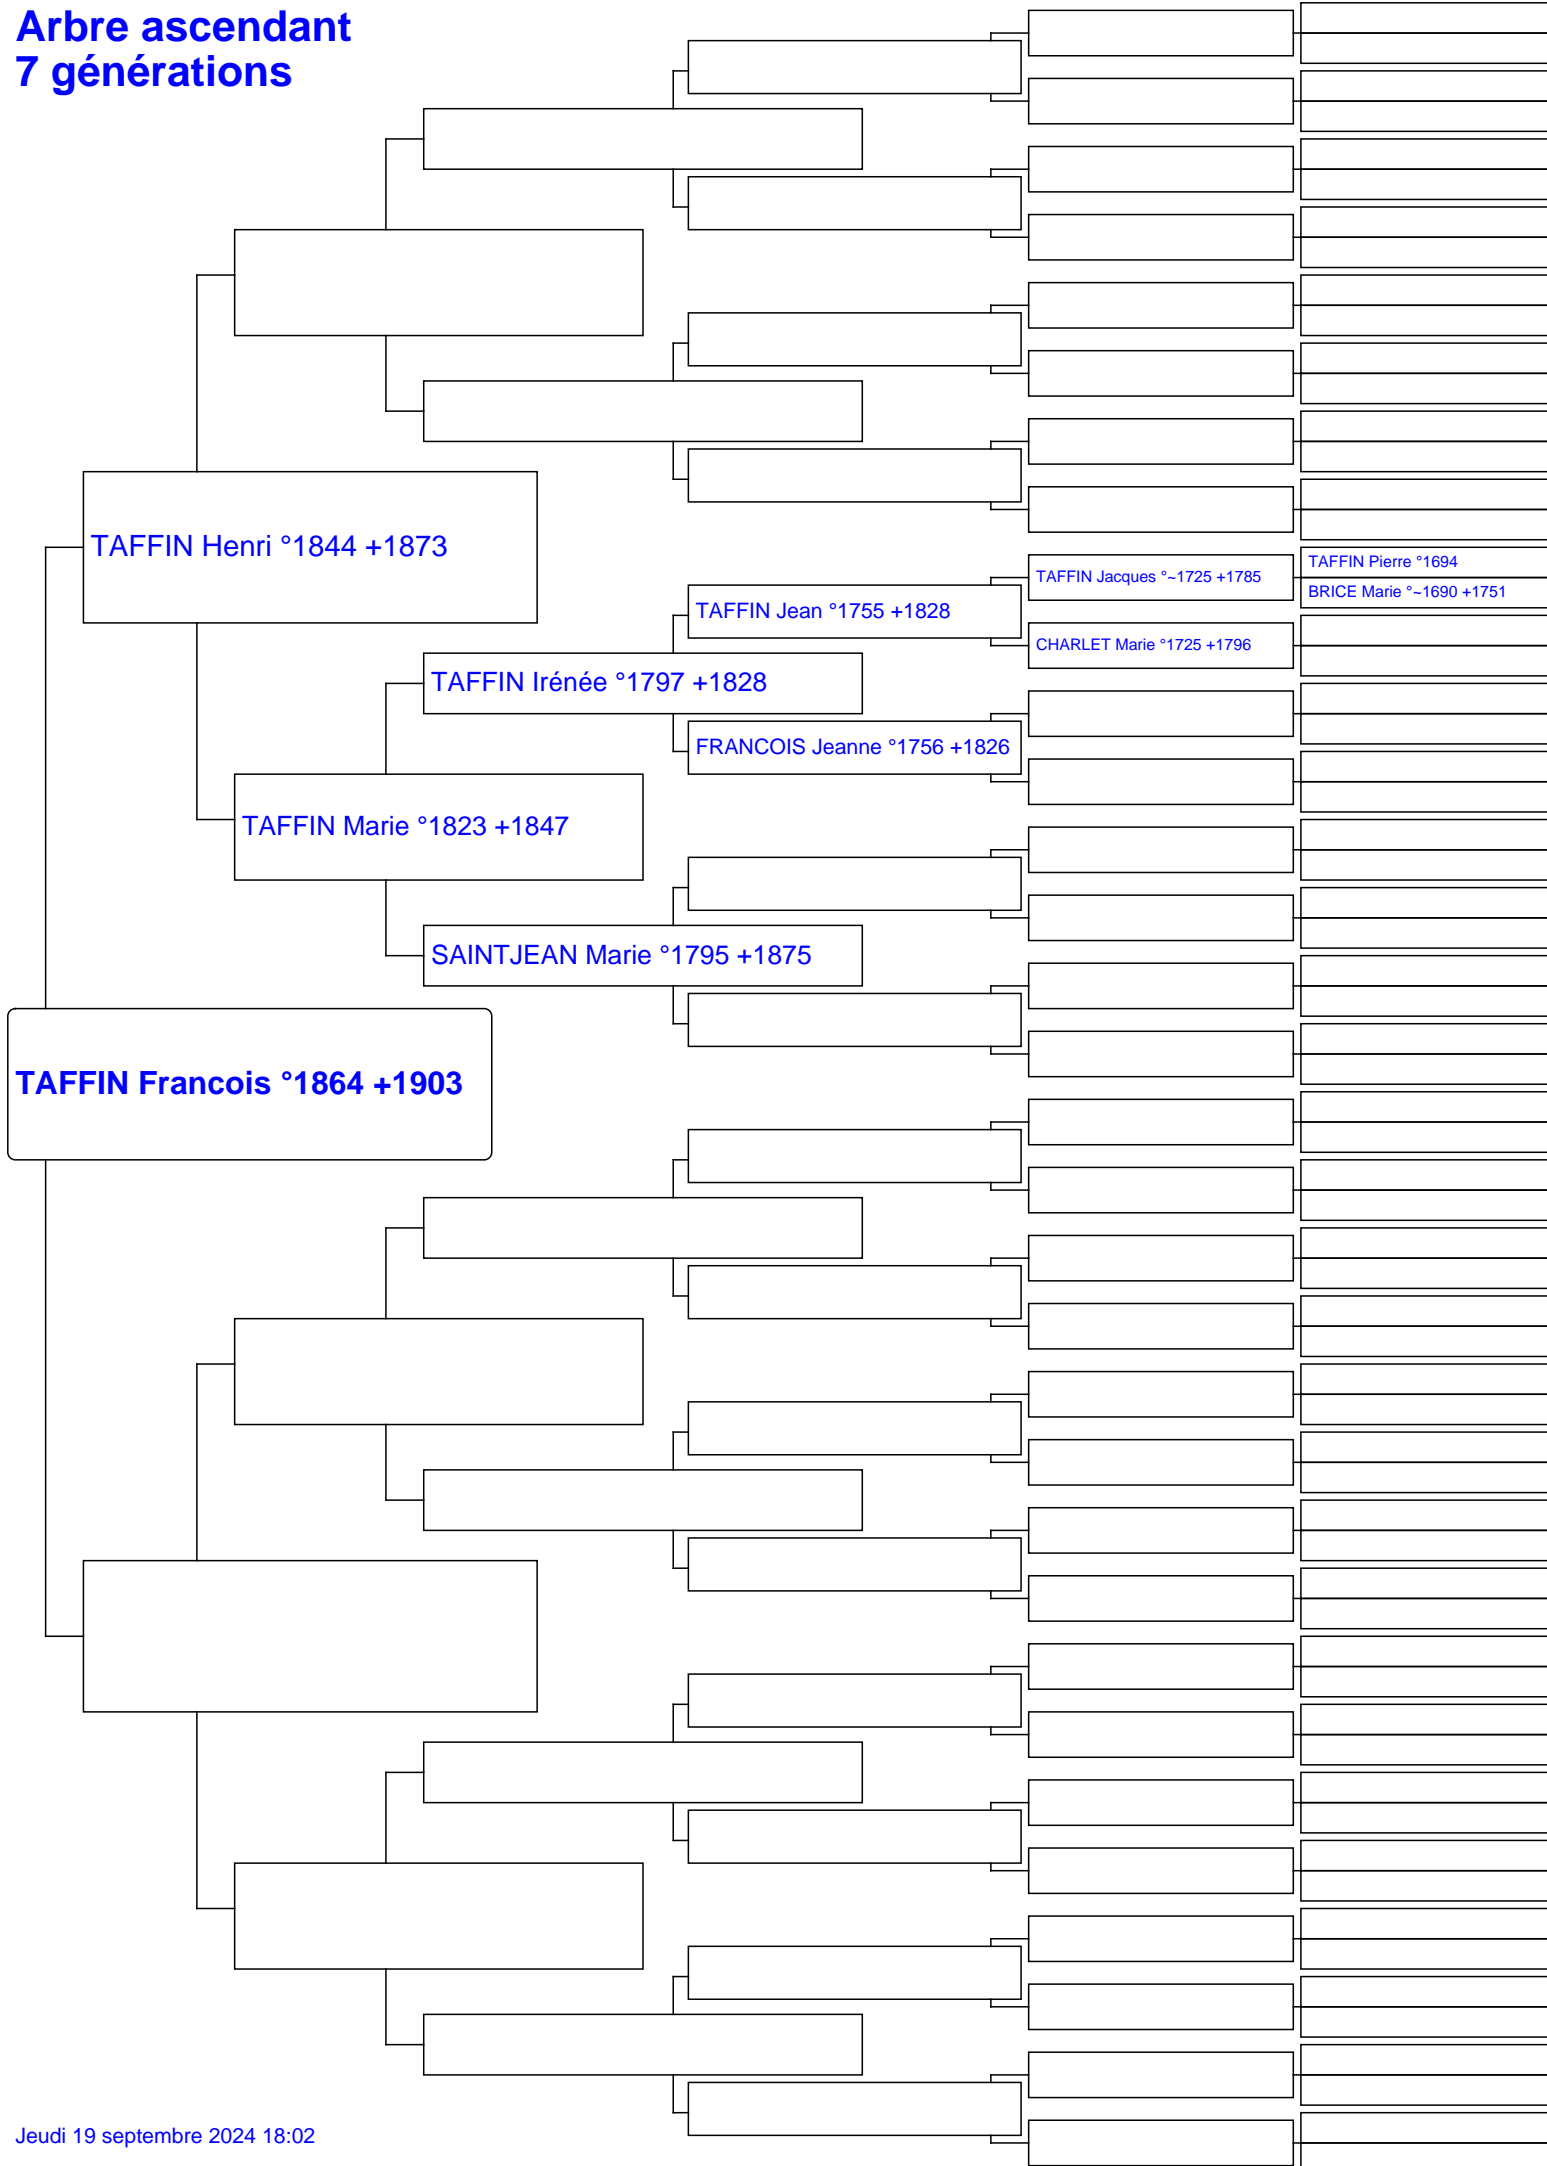 Arbre ascendant
7 générations
TAFFIN Henri °1844 +1873
TAFFIN Pierre °1694
TAFFIN Jacques °~1725 +1785
BRICE Marie °~1690 +1751
TAFFIN Jean °1755 +1828
CHARLET Marie °1725 +1796
TAFFIN Irénée °1797 +1828
FRANCOIS Jeanne °1756 +1826
TAFFIN Marie °1823 +1847
SAINTJEAN Marie °1795 +1875
TAFFIN Francois °1864 +1903
Jeudi 19 septembre 2024 18:02